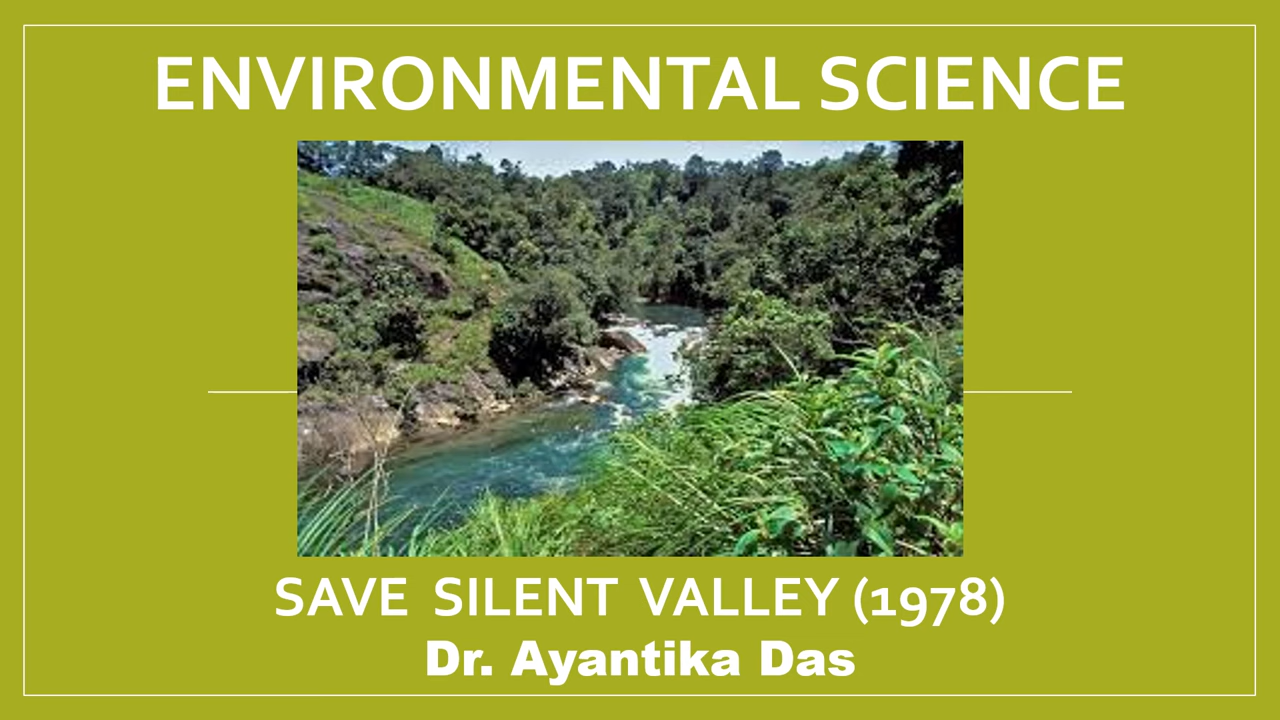 ENVIRONMENTAL SCIENCE
SAVE SILENT VALLEY (1978)
Dr. Ayantika Das